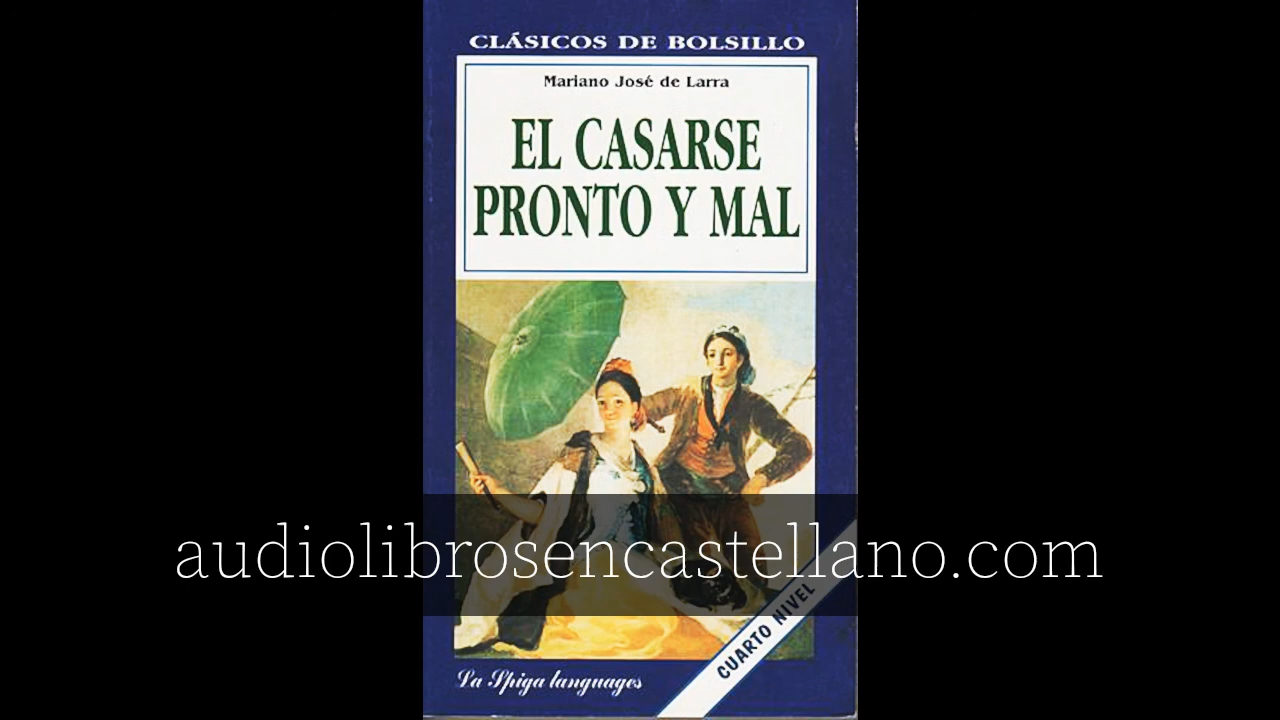 CLÁSICOS DE BOLSILLO
Mariano José de Larra
EL CASARSE
PRONTO Y MAL
audiolibrosencastellano.com
CUARTO NIVEL
La Spiga languages